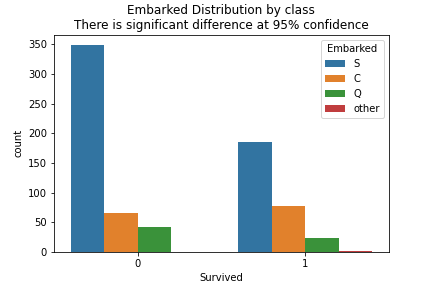 Embarked Distribution by class
There is significant difference at 95% confidence
350
300
250
200
150
100
50
0
count
Embarked
S
C
Q
other
0
1
Survived